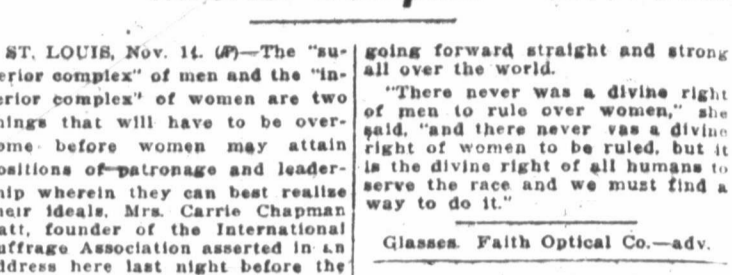 ST. LOUIS, Nov. 14. (AP)—The "su-
erior complex" of men and the "in-
erior complex" of women are two
hings that will have to be over-
ome before women may attain
ositions of patronage and leader-
hip wherein they can best realize
heir ideals, Mrs. Carrie Chapman
att, founder of the International
uffrage Association asserted in an
ddress here last night before the
going forward straight and strong
all over the world.
"There never was a divine right
of men to rule over women," she
said, "and there never was a divine
right of women to be ruled, but it
is the divine right of all humans to
serve the race and we must find a
way to do it."
Glasses. Faith Optical Co.—adv.